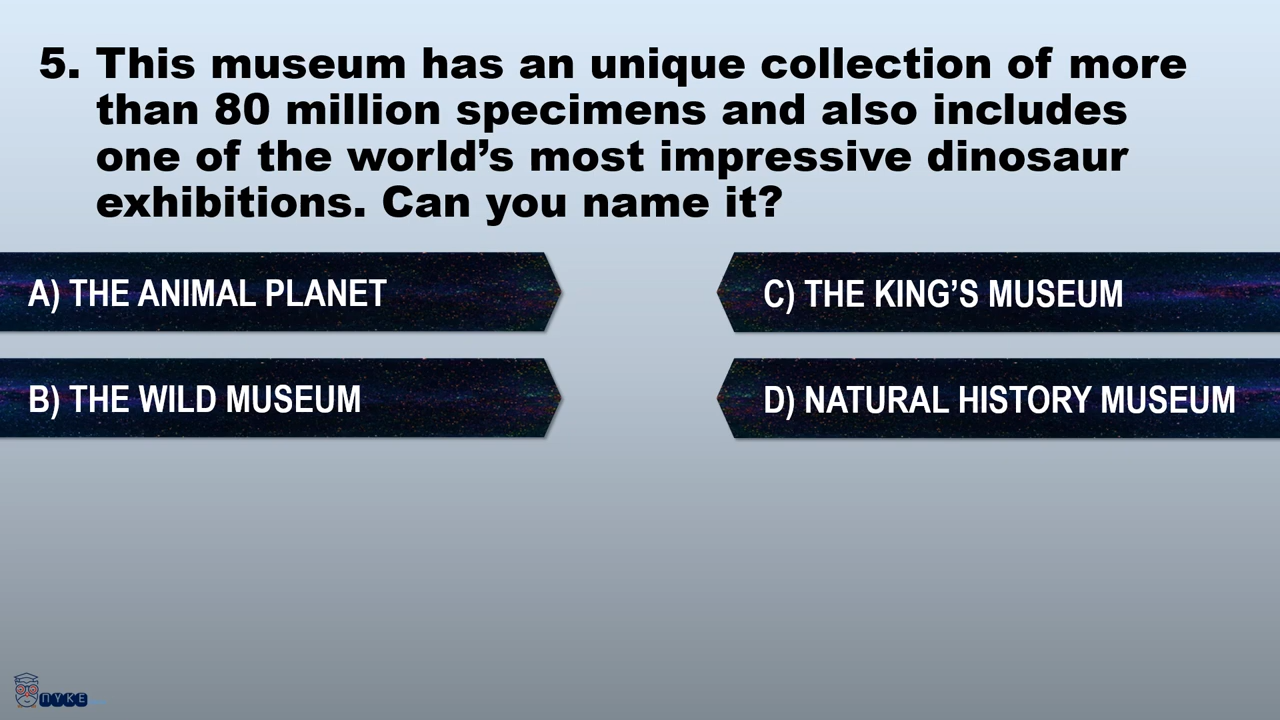 5. This museum has an unique collection of more
than 80 million specimens and also includes
one of the world’s most impressive dinosaur
exhibitions. Can you name it?
A) THE ANIMAL PLANET
C) THE KING’S MUSEUM
B) THE WILD MUSEUM
D) NATURAL HISTORY MUSEUM
ПYKE